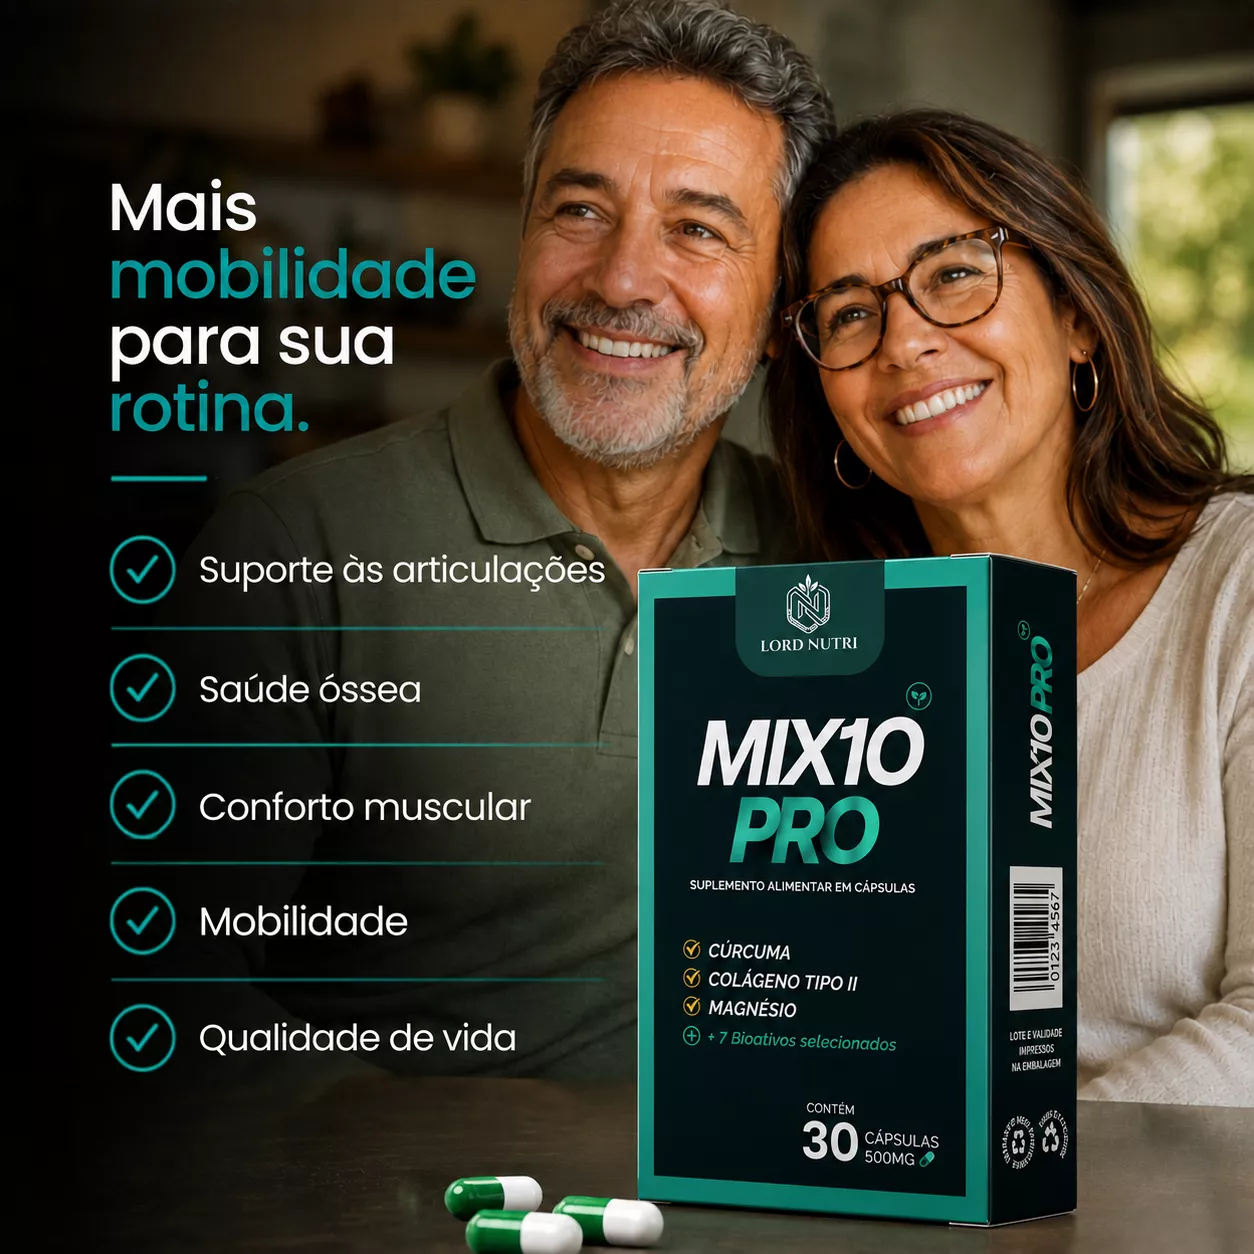 Mais
mobilidade
para sua
rotina.
Suporte às articulações
Saúde óssea
Conforto muscular
Mobilidade
Qualidade de vida
LORD NUTRI
MIX10
PRO
SUPLEMENTO ALIMENTAR EM CÁPSULAS
CÚRCUMA
COLÁGENO TIPO II
MAGNÉSIO
+ 7 Bioativos selecionados
CONTÉM
30 CÁPSULAS
500MG
MIX10 PRO
0123 4567
LOTE E VALIDADE
IMPRESSOS
NA EMBALAGEM